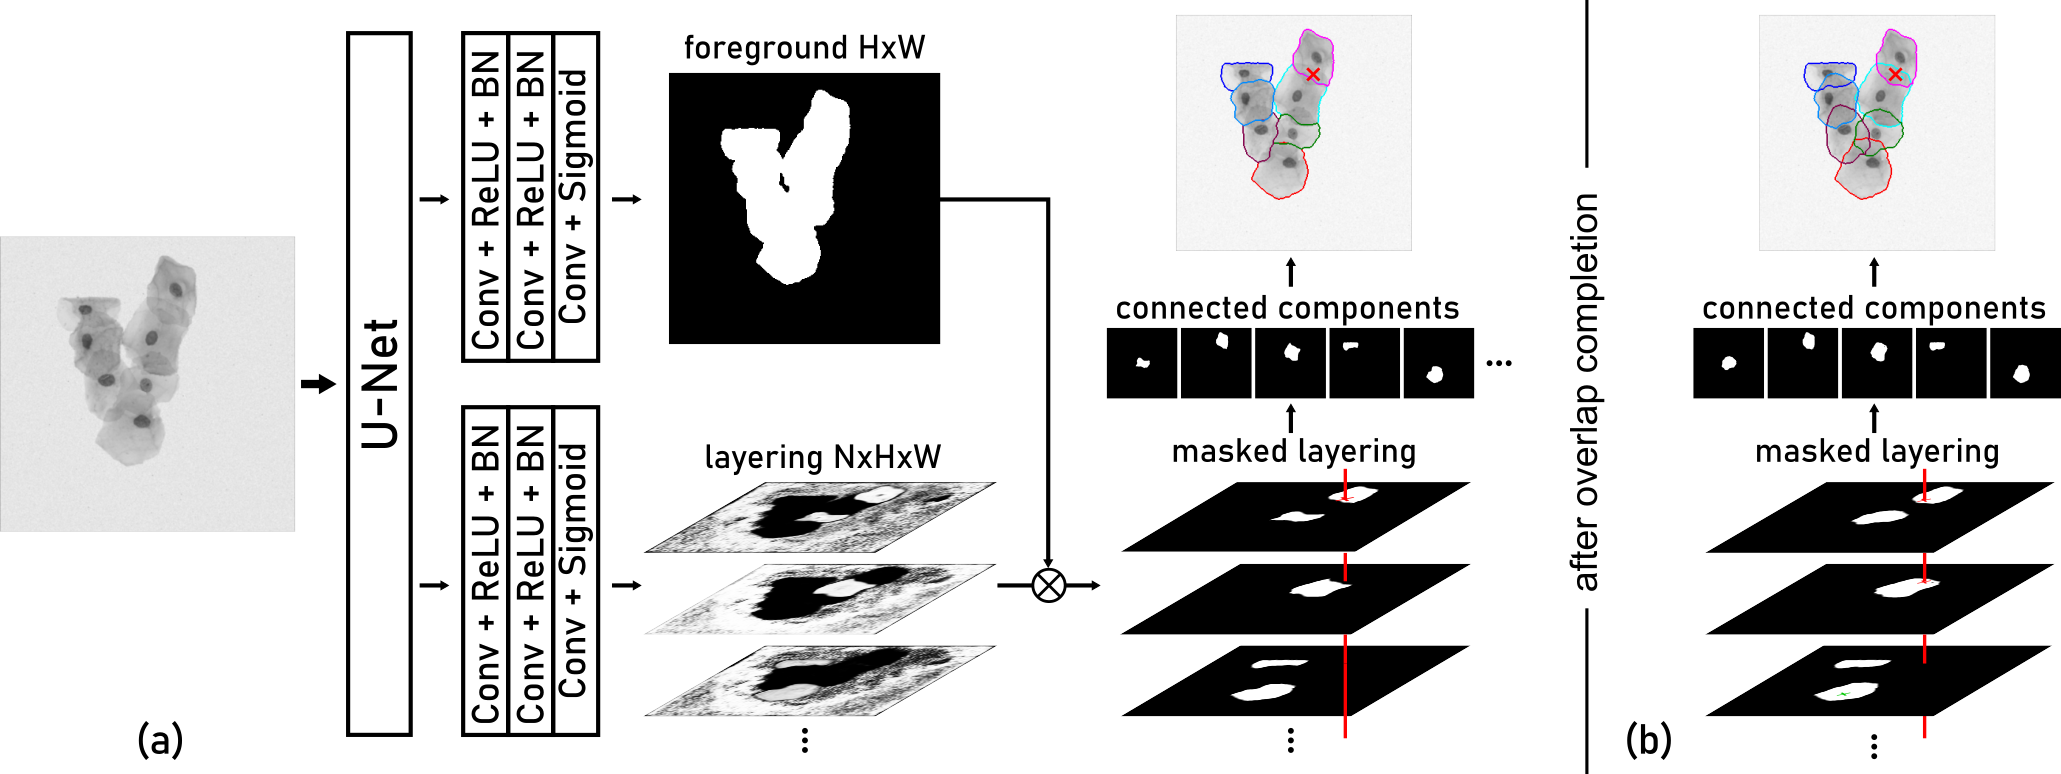 U-Net
Conv + ReLU + BN
Conv + ReLU + BN
Conv + Sigmoid
foreground HxW
Conv + ReLU + BN
Conv + ReLU + BN
Conv + Sigmoid
layering NxHxW
connected components
...
masked layering
(a)
after overlap completion
connected components
masked layering
(b)